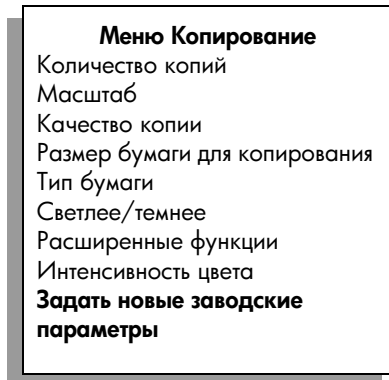 Меню Копирование
Количество копий
Масштаб
Качество копии
Размер бумаги для копирования
Тип бумаги
Светлее/темнее
Расширенные функции
Интенсивность цвета
Задать новые заводские
параметры